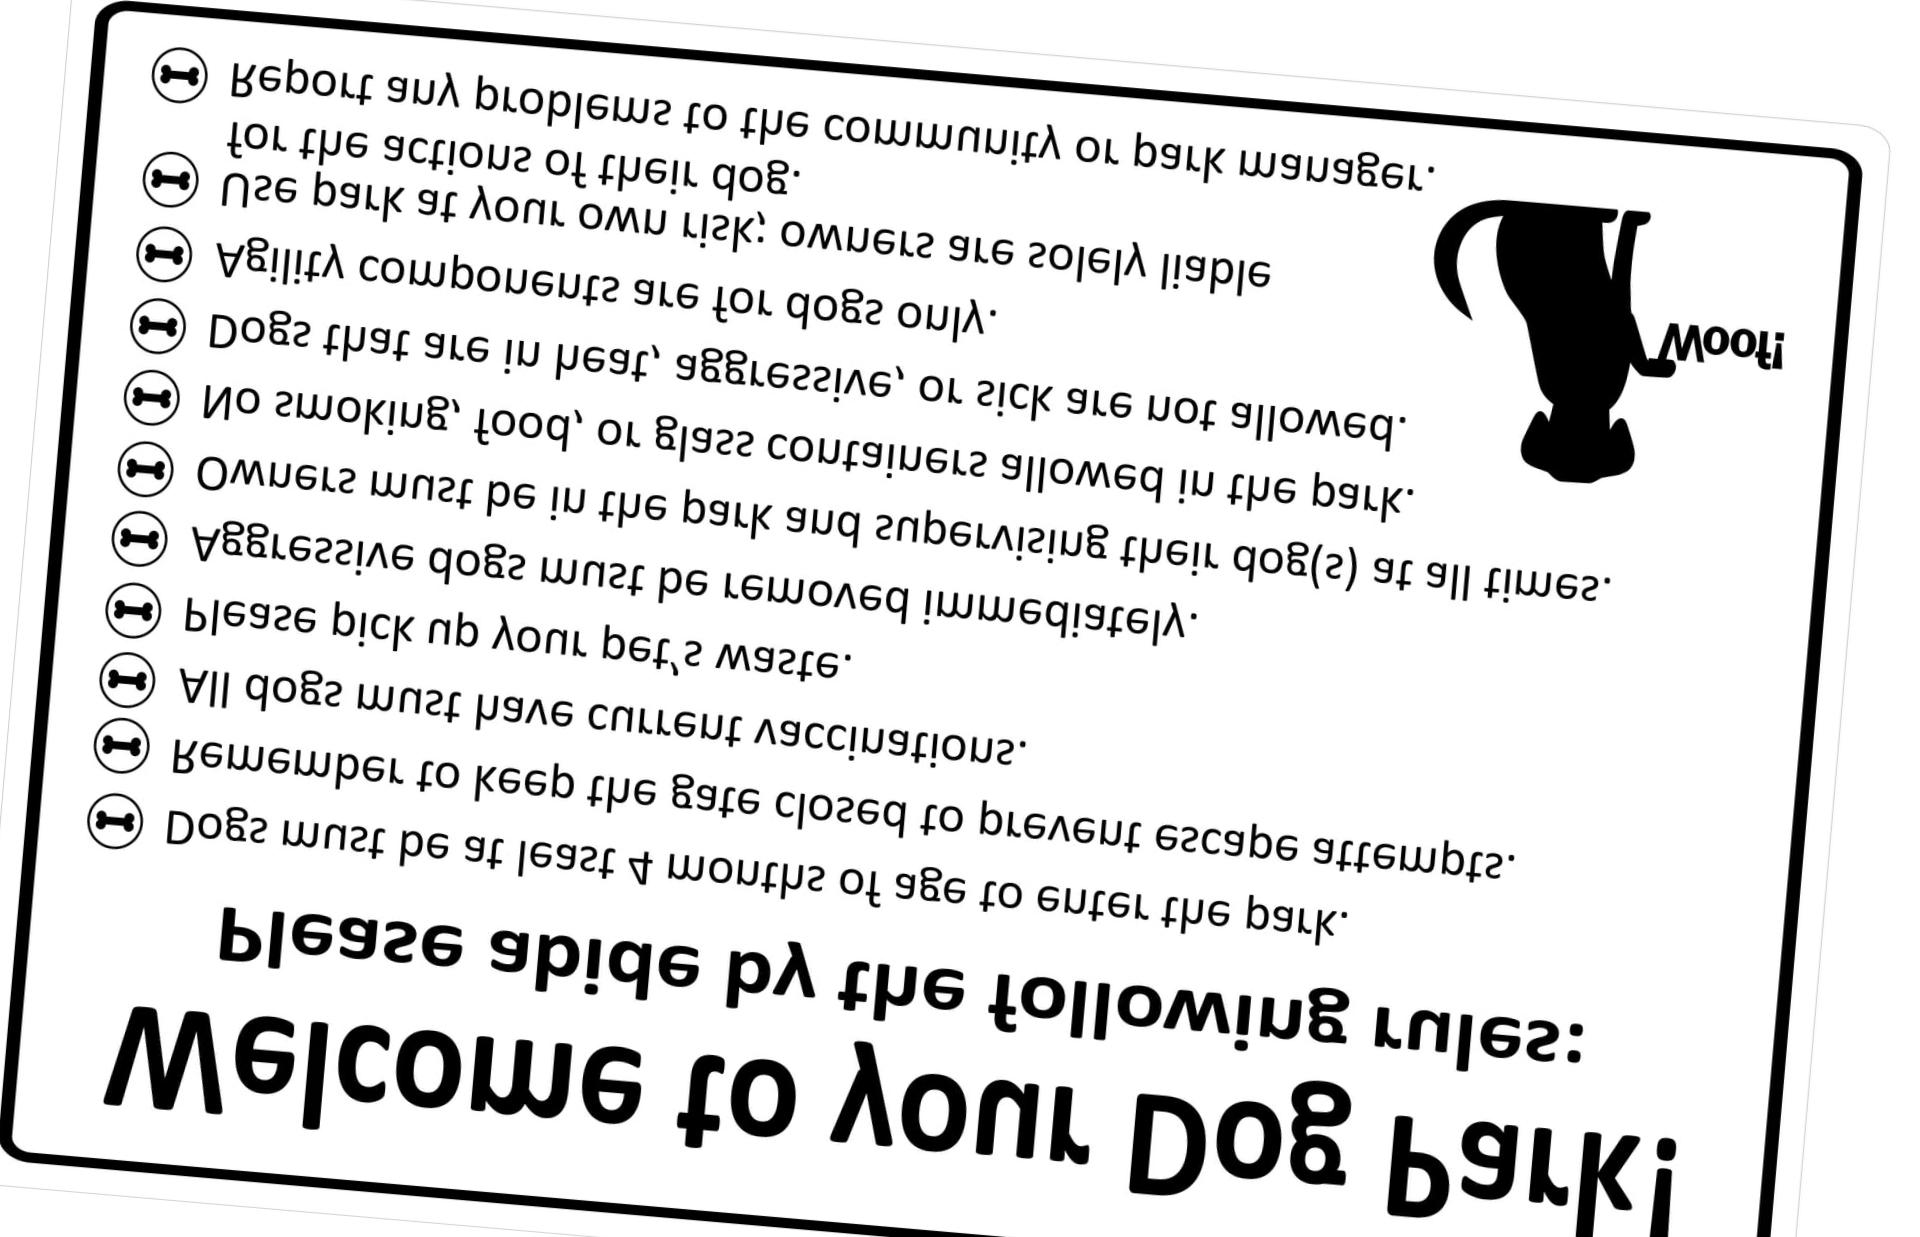 Welcome to your Dog Park!
Please abide by the following rules:
Dogs must be at least 4 months of age to enter the park.
Remember to keep the gate closed to prevent escape attempts.
All dogs must have current vaccinations.
Please pick up your pet's waste.
Aggressive dogs must be removed immediately.
Owners must be in the park and supervising their dog(s) at all times.
No smoking, food, or glass containers allowed in the park.
Dogs that are in heat, aggressive, or sick are not allowed.
Agility components are for dogs only.
Use park at your own risk; owners are solely liable
for the actions of their dog.
Report any problems to the community or park manager.
Woof!